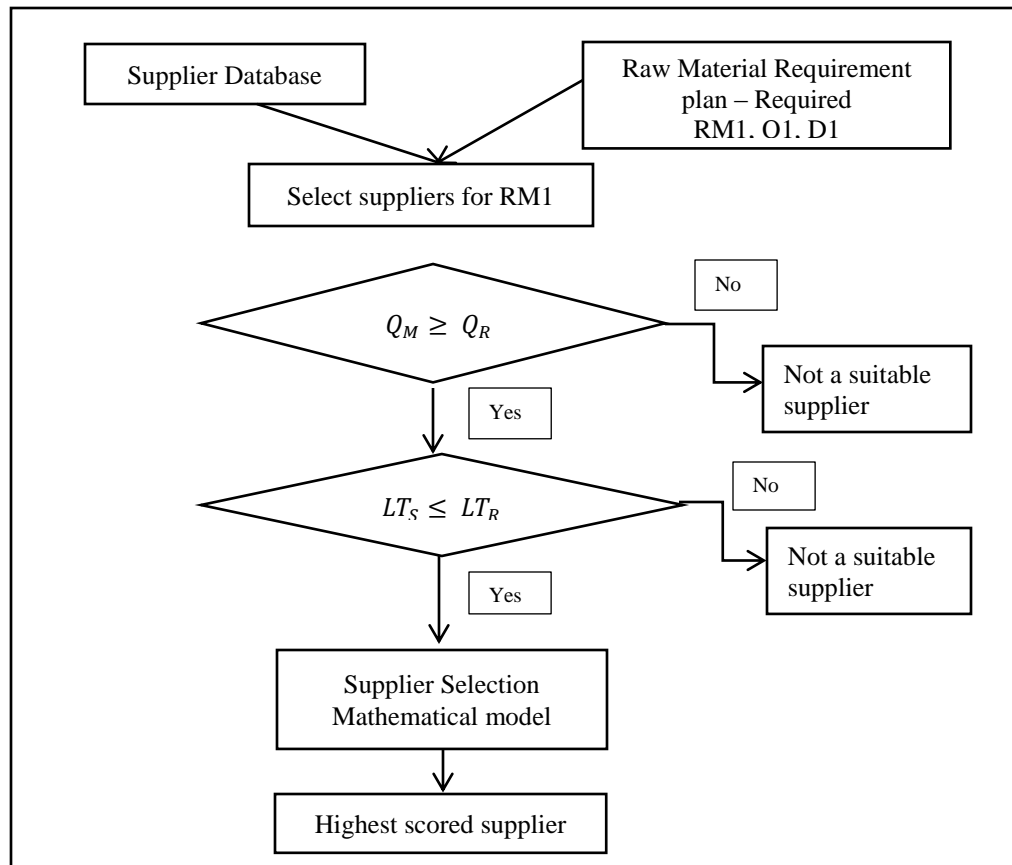 Supplier Database
Raw Material Requirement
plan – Required
RM1, Q1, D1
Select suppliers for RM1
No
Q_M ≥ Q_R
Not a suitable
supplier
Yes
No
LT_S ≤ LT_R
Not a suitable
supplier
Yes
Supplier Selection
Mathematical model
Highest scored supplier